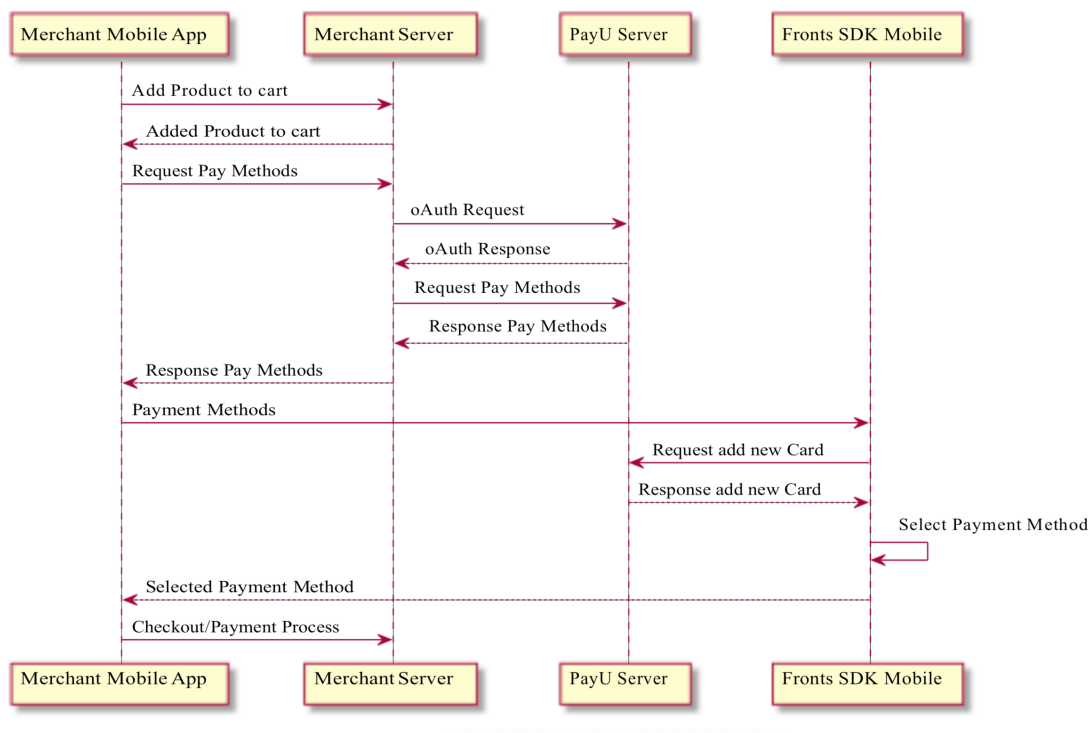 Merchant Mobile App
Merchant Server
PayU Server
Fronts SDK Mobile
Add Product to cart
Added Product to cart
Request Pay Methods
oAuth Request
oAuth Response
Request Pay Methods
Response Pay Methods
Response Pay Methods
Payment Methods
Request add new Card
Response add new Card
Select Payment Method
Selected Payment Method
Checkout/Payment Process
Merchant Mobile App
Merchant Server
PayU Server
Fronts SDK Mobile